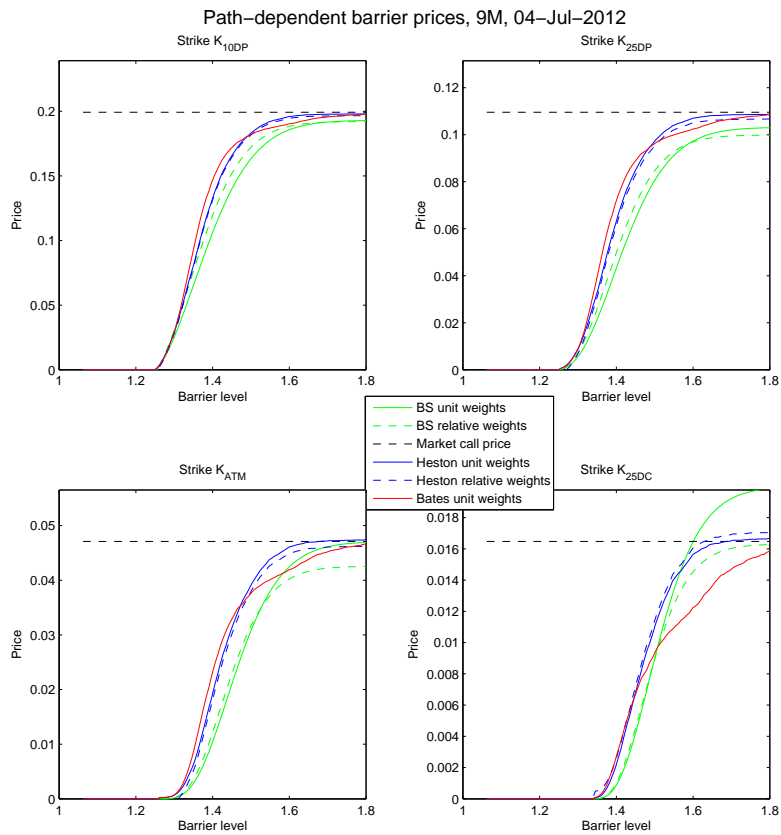 Path-dependent barrier prices, 9M, 04-Jul-2012
Strike K10DP
0.2
0.15
0.1
0.05
0
Price
1 1.2 1.4 1.6 1.8
Barrier level
Strike K25DP
0.12
0.1
0.08
0.06
0.04
0.02
0
Price
1 1.2 1.4 1.6 1.8
Barrier level
BS unit weights
BS relative weights
Market call price
Heston unit weights
Heston relative weights
Bates unit weights
Strike KATM
0.05
0.04
0.03
0.02
0.01
0
Price
1 1.2 1.4 1.6 1.8
Barrier level
Strike K25DC
0.018
0.016
0.014
0.012
0.01
0.008
0.006
0.004
0.002
0
Price
1 1.2 1.4 1.6 1.8
Barrier level